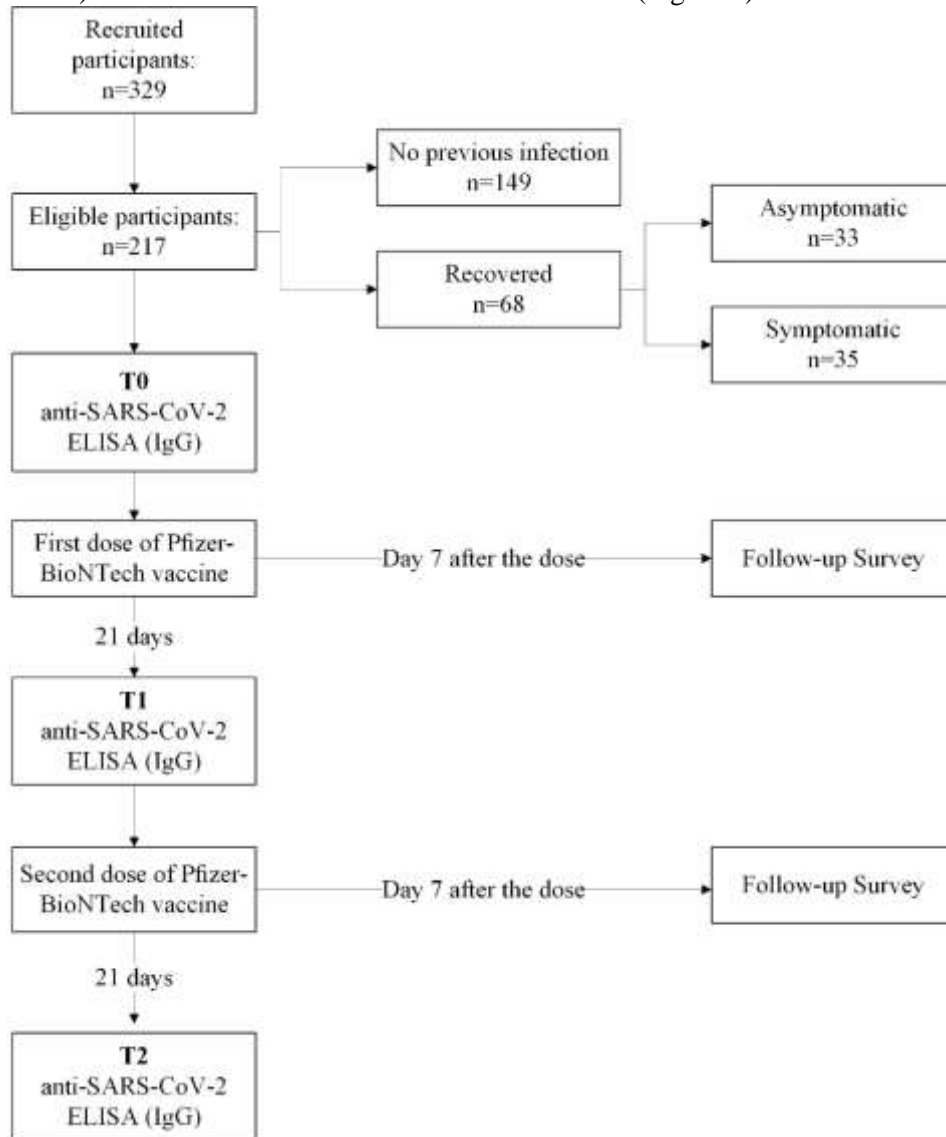 Recruited
participants:
n=329
No previous infection
n=149
Eligible participants:
n=217
Asymptomatic
n=33
Recovered
n=68
Symptomatic
n=35
T0
anti-SARS-CoV-2
ELISA (IgG)
First dose of Pfizer-
BioNTech vaccine
Day 7 after the dose
Follow-up Survey
21 days
T1
anti-SARS-CoV-2
ELISA (IgG)
Second dose of Pfizer-
BioNTech vaccine
Day 7 after the dose
Follow-up Survey
21 days
T2
anti-SARS-CoV-2
ELISA (IgG)